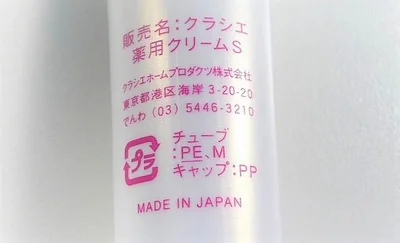 販売名：クラシエ
薬用クリームS
クラシエホームプロダクツ株式会社
東京都港区海岸 3-20-20
でんわ (03) 5446-3210
プラ
チューブ
:PE、M
キャップ:PP
MADE IN JAPAN